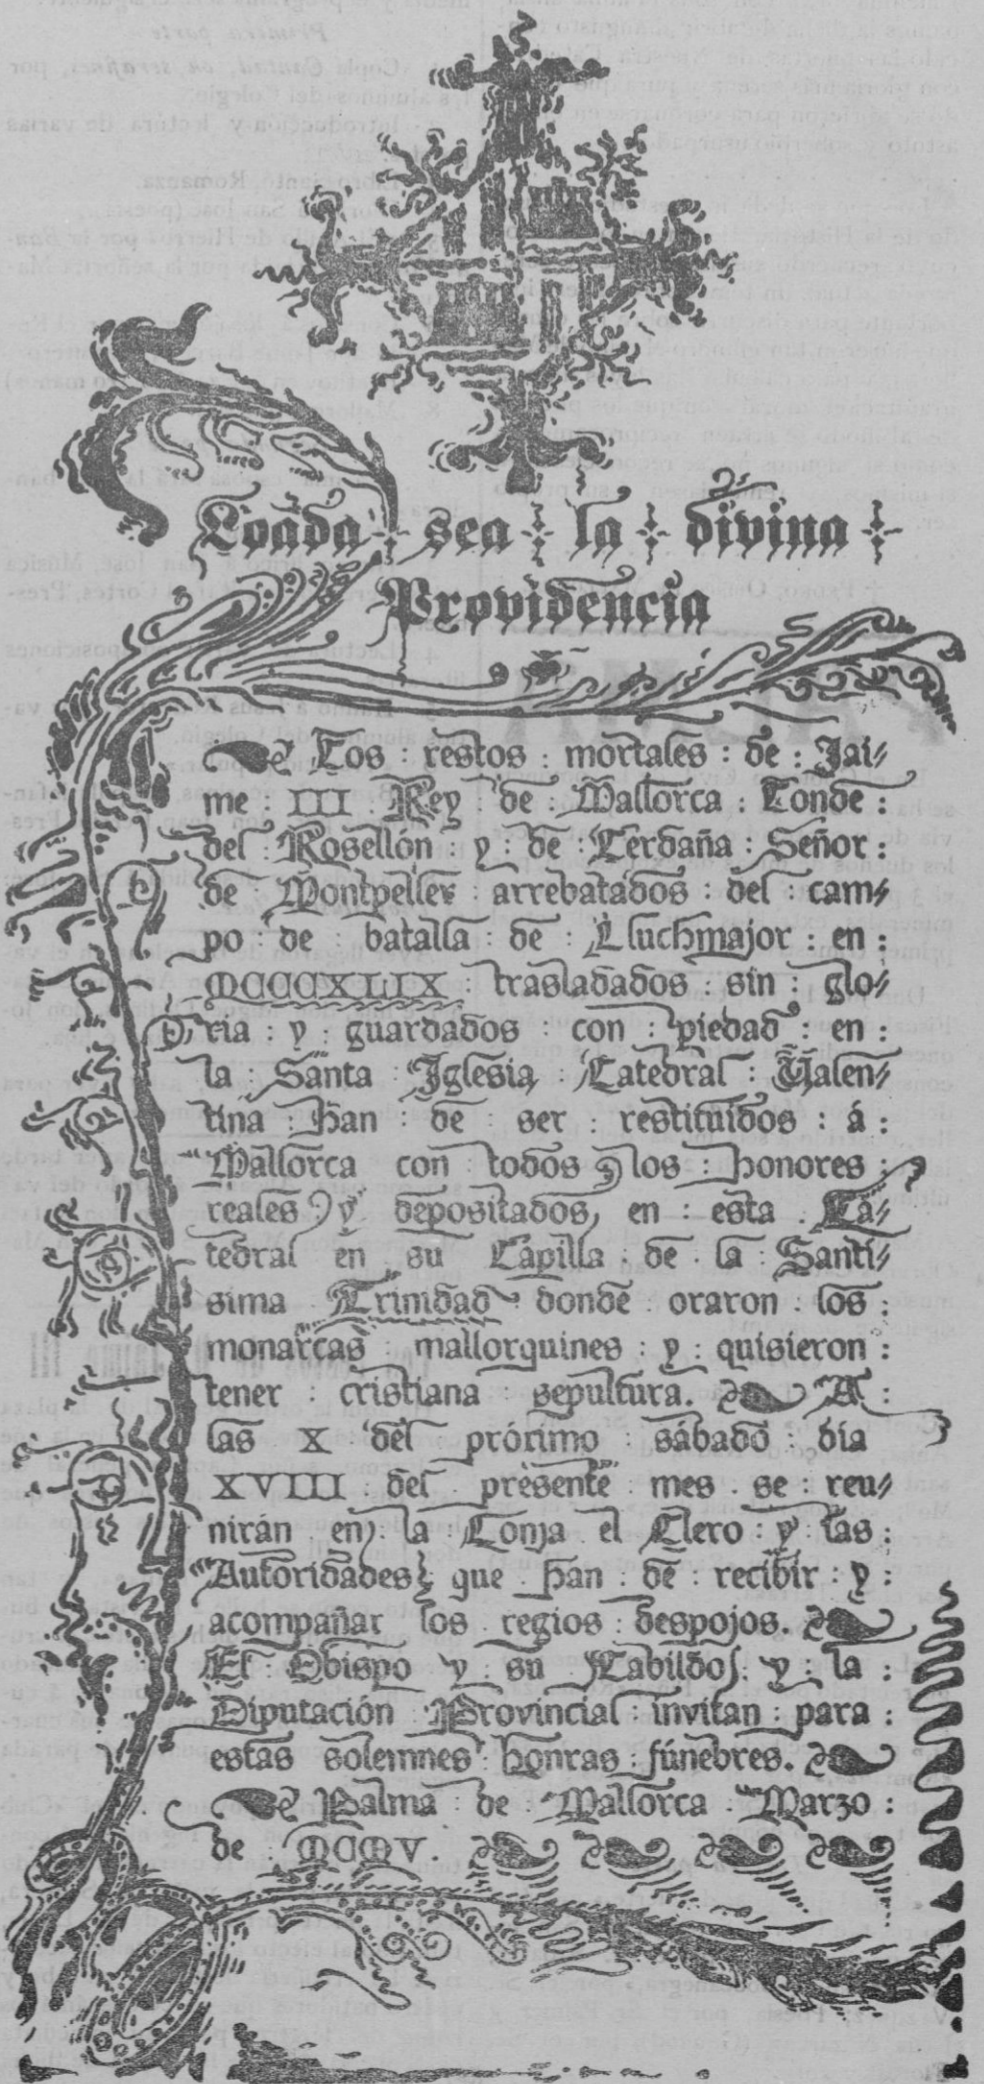 Loada sea la divina
Providencia
Los : restos : mortales : de : Jai-
me : III : Rey : de : Mallorca : Conde :
del : Rosellón : y : de : Cerdaña : Señor :
de : Montpeller arrebatados : del : cam-
po : de : batalla : de : Lluchmajor : en :
MCCCXLIX : trasladados : sin : glo-
ria : y : guardados : con : piedad : en :
la : Santa : Iglesia : Catedral : Valen-
tina : Han : de : ser : restituídos : á :
Mallorca con : todos los : honores :
reales y depositados, en : esta : Ca-
tedral en su Capilla de la : Santí-
sima Trinidad donde oraron : los :
monarcas mallorquines : y : quisieron :
tener : cristiana : sepultura. A :
las X del próximo : sábado : día
XVIII : del : presente : mes : se : reu-
nirán en la : Lonja el Clero : y las :
Autoridades que han de : recibir : y :
acompañar los regios : despojos.
El Obispo y su Cabildo y : la :
Diputación Provincial : invitan : para :
estas solemnes honras fúnebres.
Palma : de : Mallorca : Marzo :
de : MCMV.